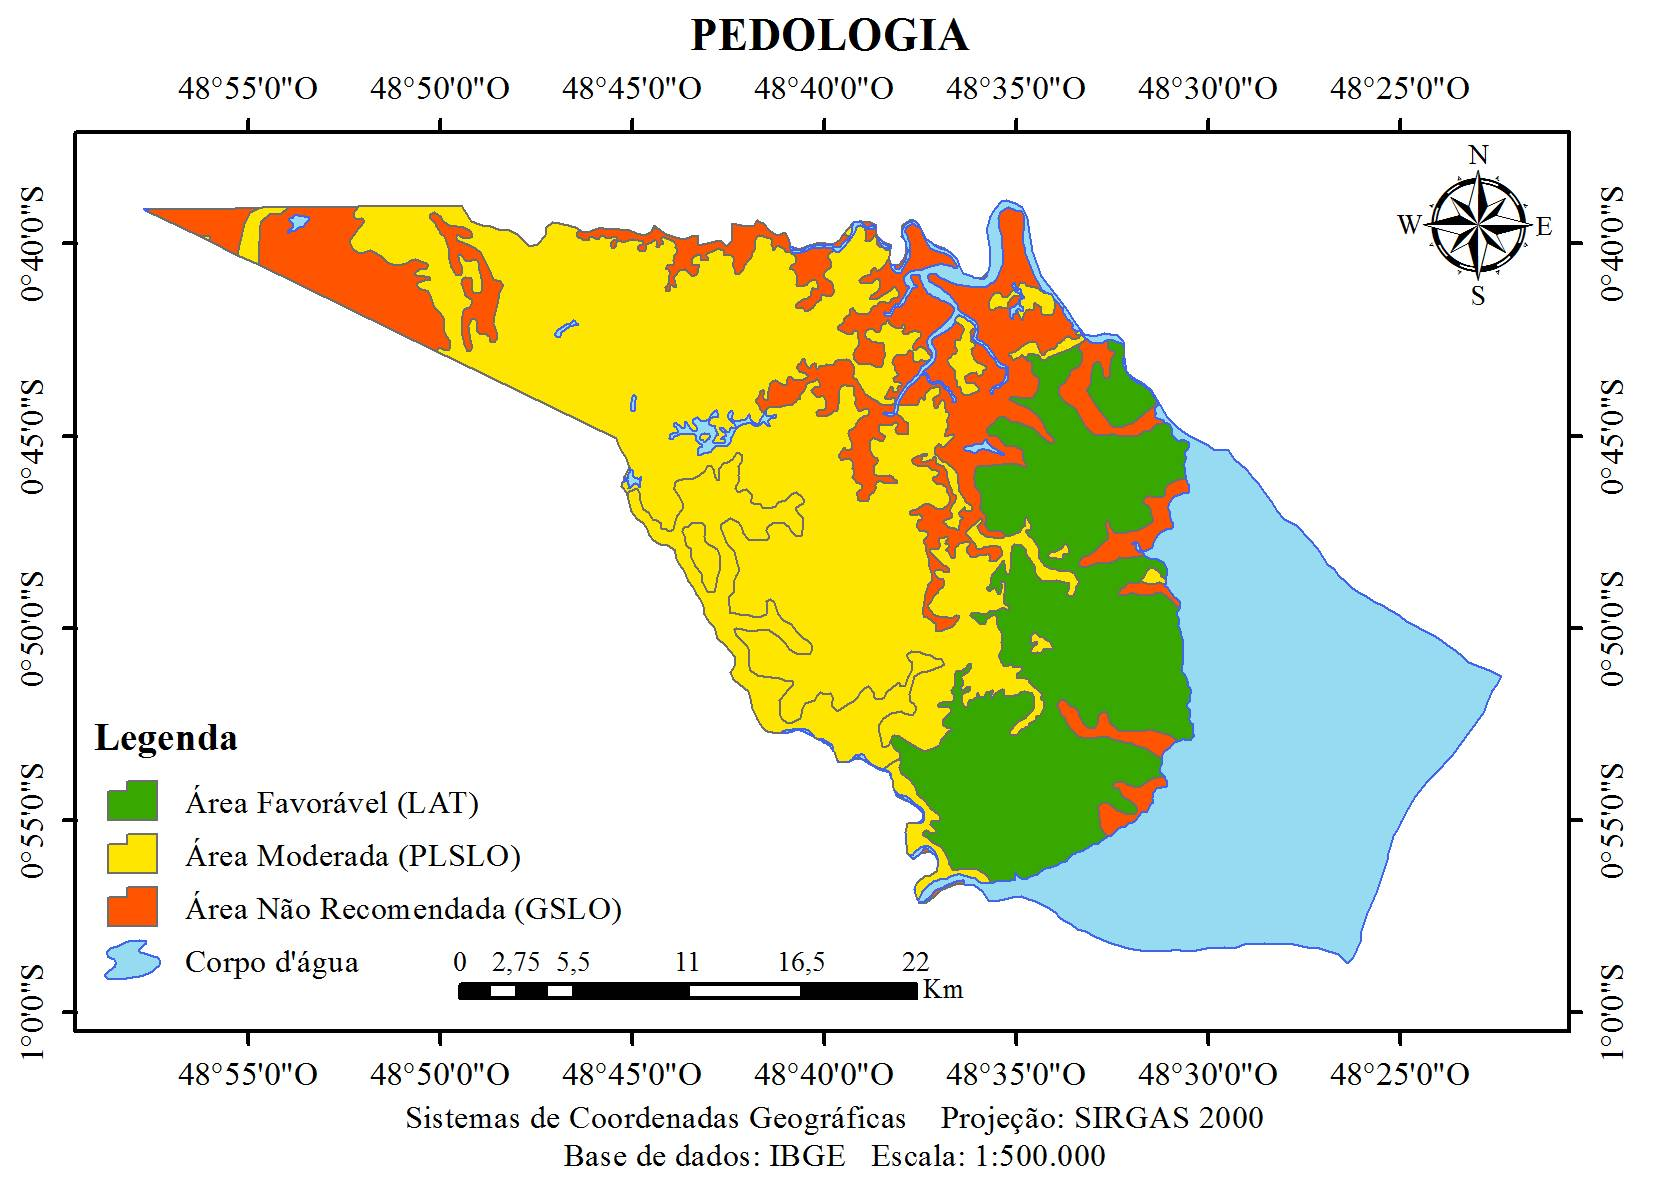 PEDOLOGIA
48°55'0"O 48°50'0"O 48°45'0"O 48°40'0"O 48°35'0"O 48°30'0"O 48°25'0"O
N
W E
S
0°40'0"S 0°40'0"S
0°45'0"S 0°45'0"S
0°50'0"S 0°50'0"S
0°55'0"S 0°55'0"S
1°0'0"S 1°0'0"S
Legenda
Área Favorável (LAT)
Área Moderada (PLSLO)
Área Não Recomendada (GSLO)
Corpo d'água
0 2,75 5,5 11 16,5 22
Km
48°55'0"O 48°50'0"O 48°45'0"O 48°40'0"O 48°35'0"O 48°30'0"O 48°25'0"O
Sistemas de Coordenadas Geográficas Projeção: SIRGAS 2000
Base de dados: IBGE Escala: 1:500.000